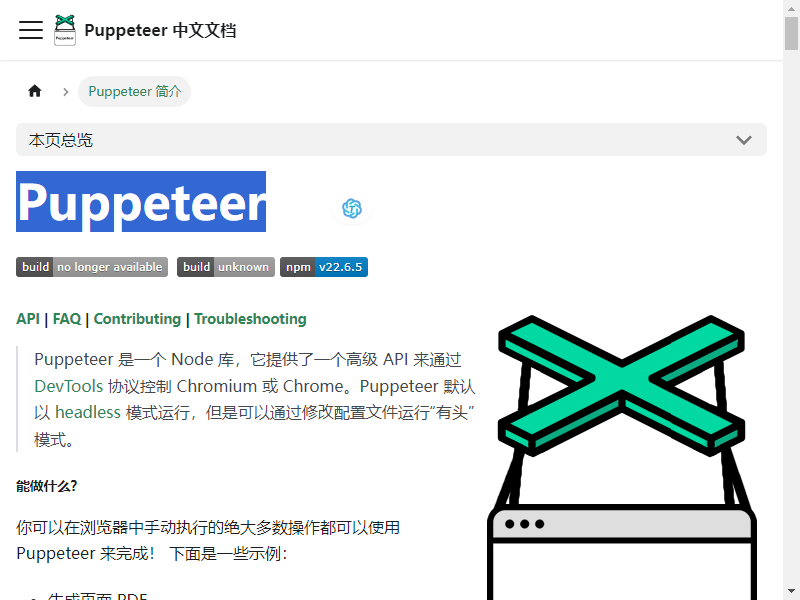 Puppeteer
Puppeteer 中文文档
Puppeteer 简介
本页总览
Puppeteer
build no longer available
build unknown
npm v22.6.5
API | FAQ | Contributing | Troubleshooting
Puppeteer 是一个 Node 库，它提供了一个高级 API 来通过
DevTools 协议控制 Chromium 或 Chrome。Puppeteer 默认
以 headless 模式运行，但是可以通过修改配置文件运行“有头”
模式。
能做什么?
你可以在浏览器中手动执行的绝大多数操作都可以使用
Puppeteer 来完成！ 下面是一些示例：
生成页面 PDF